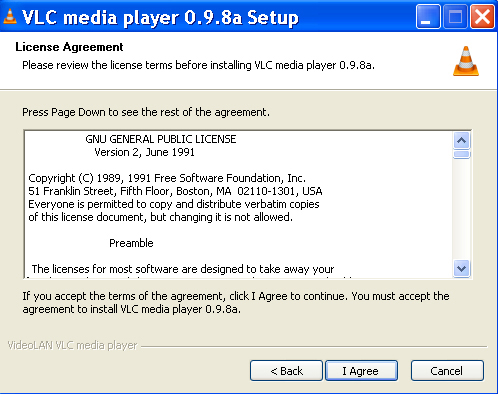 VLC media player 0.9.8a Setup
License Agreement
Please review the license terms before installing VLC media player 0.9.8a.
Press Page Down to see the rest of the agreement.
GNU GENERAL PUBLIC LICENSE
Version 2, June 1991
Copyright (C) 1989, 1991 Free Software Foundation, Inc.
51 Franklin Street, Fifth Floor, Boston, MA  02110-1301, USA
Everyone is permitted to copy and distribute verbatim copies
of this license document, but changing it is not allowed.
Preamble
The licenses for most software are designed to take away your
If you accept the terms of the agreement, click I Agree to continue. You must accept the
agreement to install VLC media player 0.9.8a.
VideoLAN VLC media player
< Back I Agree Cancel